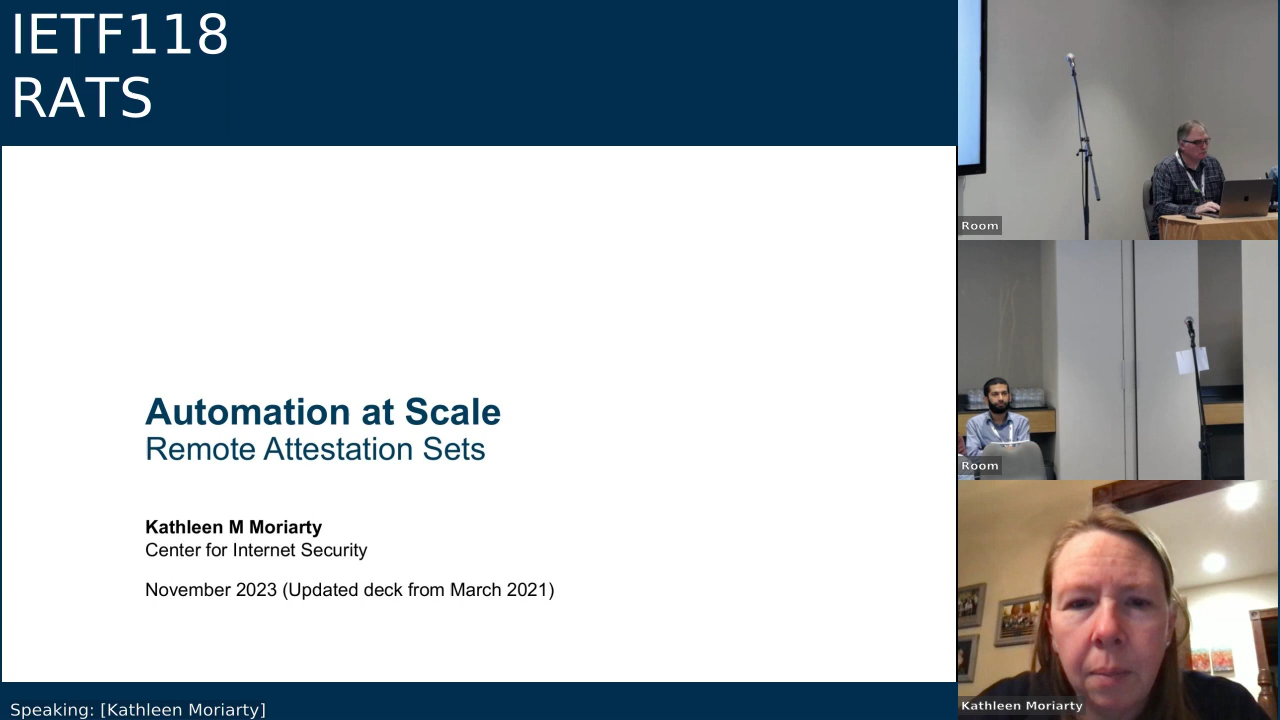 IETF118
RATS
Automation at Scale
Remote Attestation Sets
Kathleen M Moriarty
Center for Internet Security
November 2023 (Updated deck from March 2021)
Speaking: [Kathleen Moriarty]
Room
Room
Kathleen Moriarty